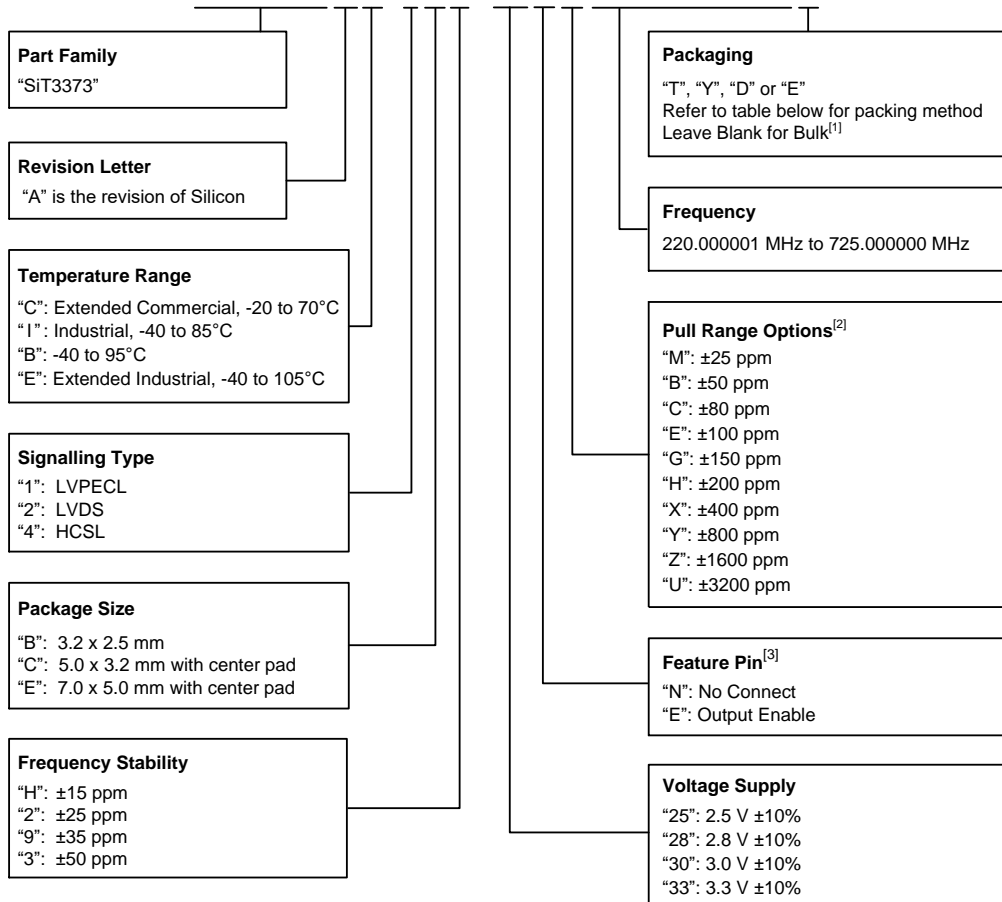 Part Family
“SiT3373”
Revision Letter
“A” is the revision of Silicon
Temperature Range
“C”: Extended Commercial, -20 to 70°C
“I”: Industrial, -40 to 85°C
“B”: -40 to 95°C
“E”: Extended Industrial, -40 to 105°C
Signalling Type
“1”: LVPECL
“2”: LVDS
“4”: HCSL
Package Size
“B”: 3.2 x 2.5 mm
“C”: 5.0 x 3.2 mm with center pad
“E”: 7.0 x 5.0 mm with center pad
Frequency Stability
“H”: ±15 ppm
“2”: ±25 ppm
“9”: ±35 ppm
“3”: ±50 ppm
Packaging
“T”, “Y”, “D” or “E”
Refer to table below for packing method
Leave Blank for Bulk[1]
Frequency
220.000001 MHz to 725.000000 MHz
Pull Range Options[2]
“M”: ±25 ppm
“B”: ±50 ppm
“C”: ±80 ppm
“E”: ±100 ppm
“G”: ±150 ppm
“H”: ±200 ppm
“X”: ±400 ppm
“Y”: ±800 ppm
“Z”: ±1600 ppm
“U”: ±3200 ppm
Feature Pin[3]
“N”: No Connect
“E”: Output Enable
Voltage Supply
“25”: 2.5 V ±10%
“28”: 2.8 V ±10%
“30”: 3.0 V ±10%
“33”: 3.3 V ±10%